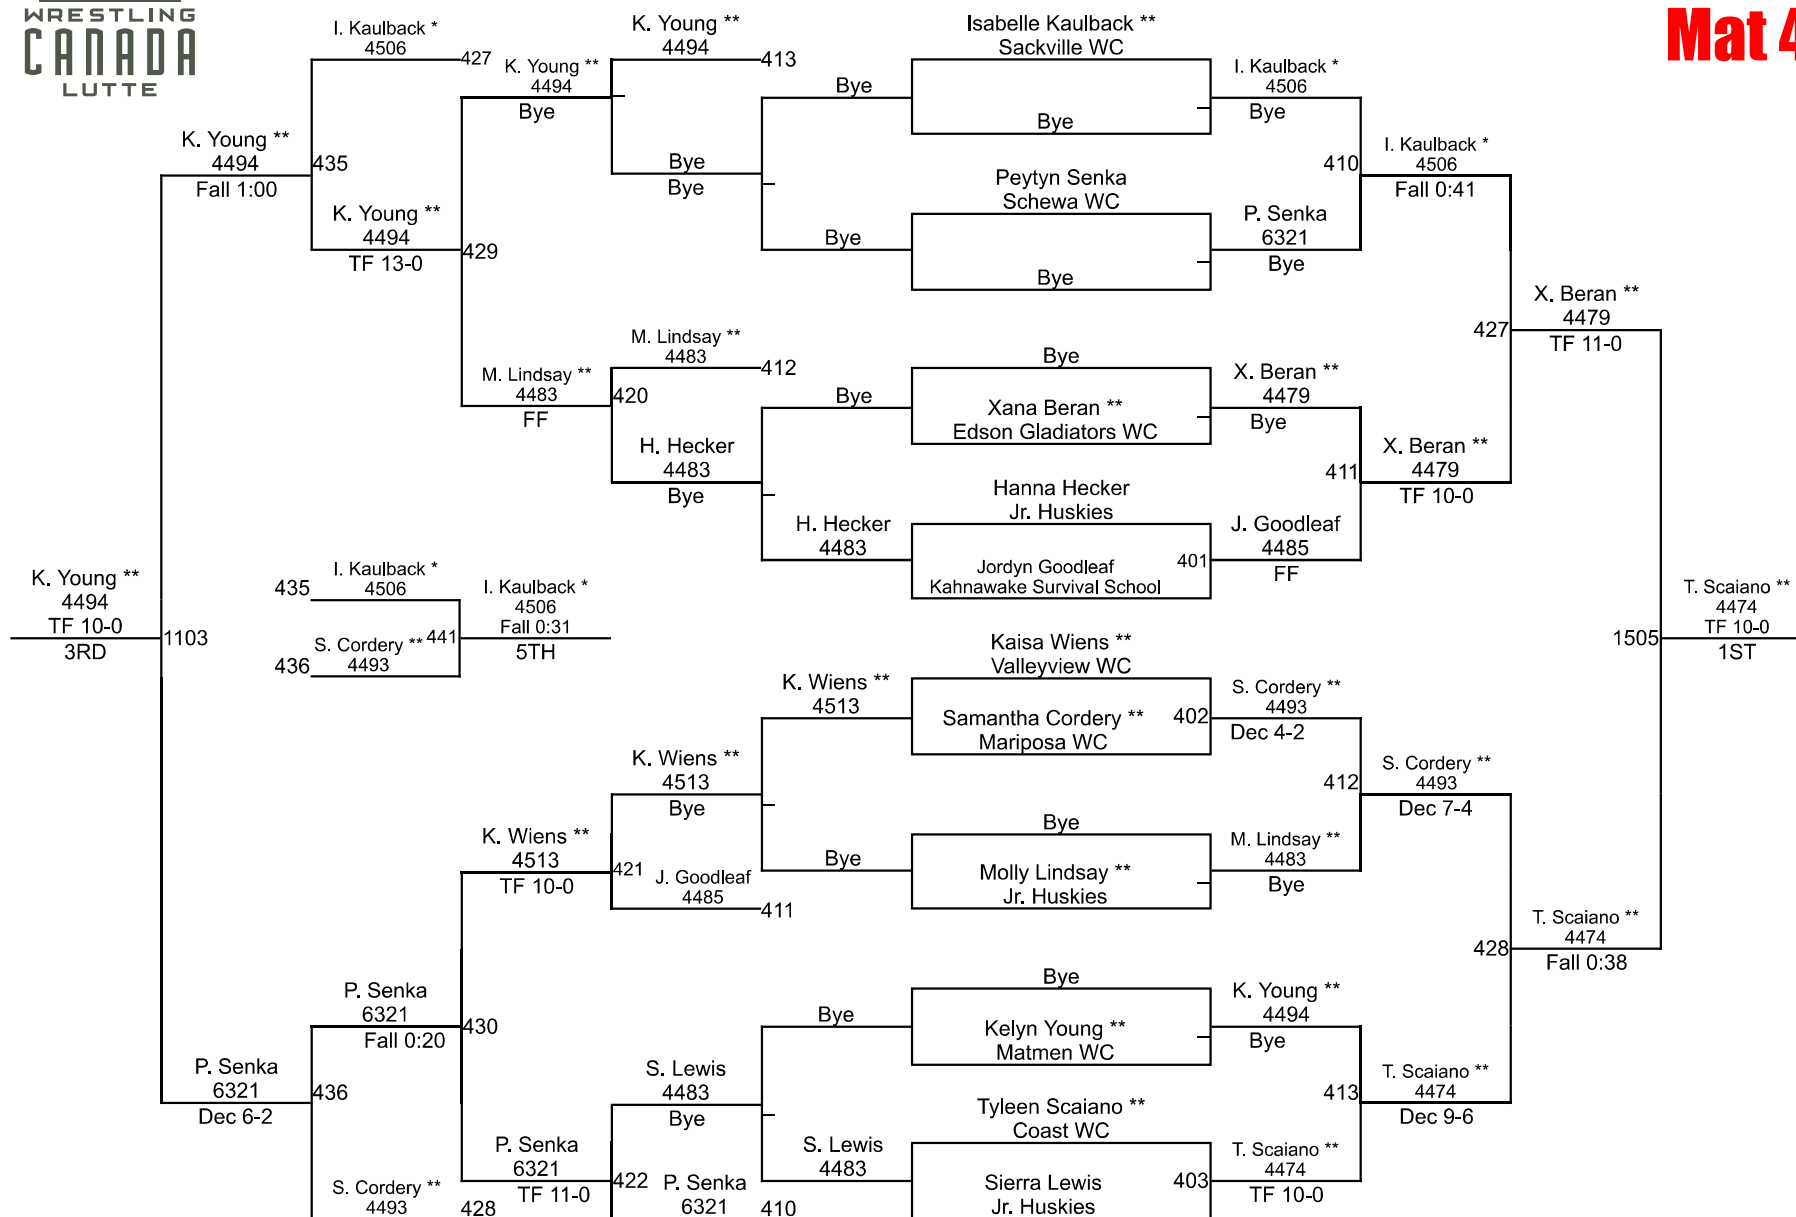 WRESTLING
CANADA
LUTTE
Mat 4
I. Kaulback *
4506
427
K. Young **
4494
Bye
K. Young **
4494
413
Isabelle Kaulback **
Sackville WC
Bye
Bye
I. Kaulback *
4506
Bye
K. Young **
4494
Fall 1:00
435
Bye
Bye
410
I. Kaulback *
4506
Fall 0:41
Peytyn Senka
Schewa WC
Bye
Bye
P. Senka
6321
Bye
K. Young **
4494
TF 13-0
429
X. Beran **
4479
TF 11-0
427
M. Lindsay **
4483
412
M. Lindsay **
4483
FF
420
Bye
Bye
Xana Beran **
Edson Gladiators WC
X. Beran **
4479
Bye
H. Hecker
4483
Bye
411
X. Beran **
4479
TF 10-0
Hanna Hecker
Jr. Huskies
H. Hecker
4483
Jordyn Goodleaf
Kahnawake Survival School
401
J. Goodleaf
4485
FF
K. Young **
4494
TF 10-0
3RD
1103
435
I. Kaulback *
4506
I. Kaulback *
4506
Fall 0:31
5TH
441
436
S. Cordery **
4493
T. Scaiano **
4474
TF 10-0
1ST
1505
Kaisa Wiens **
Valleyview WC
K. Wiens **
4513
Samantha Cordery **
Mariposa WC
402
S. Cordery **
4493
Dec 4-2
K. Wiens **
4513
Bye
412
S. Cordery **
4493
Dec 7-4
K. Wiens **
4513
TF 10-0
421
J. Goodleaf
4485
411
Bye
Bye
Molly Lindsay **
Jr. Huskies
M. Lindsay **
4483
Bye
428
T. Scaiano **
4474
Fall 0:38
P. Senka
6321
Fall 0:20
430
Bye
Bye
Kelyn Young **
Matmen WC
K. Young **
4494
Bye
P. Senka
6321
Dec 6-2
436
S. Lewis
4483
Bye
413
T. Scaiano **
4474
Dec 9-6
Tyleen Scaiano **
Coast WC
S. Lewis
4483
Sierra Lewis
Jr. Huskies
403
T. Scaiano **
4474
TF 10-0
P. Senka
6321
TF 11-0
422
P. Senka
6321
410
S. Cordery **
4493
428